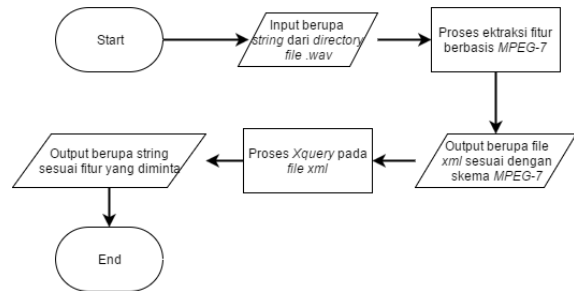 Start
Input berupa
string dari directory
file .wav
Proses ektraksi fitur
berbasis MPEG-7
Output berupa file
xml sesuai dengan
skema MPEG-7
Proses Xquery pada
file xml
Output berupa string
sesuai fitur yang diminta
End